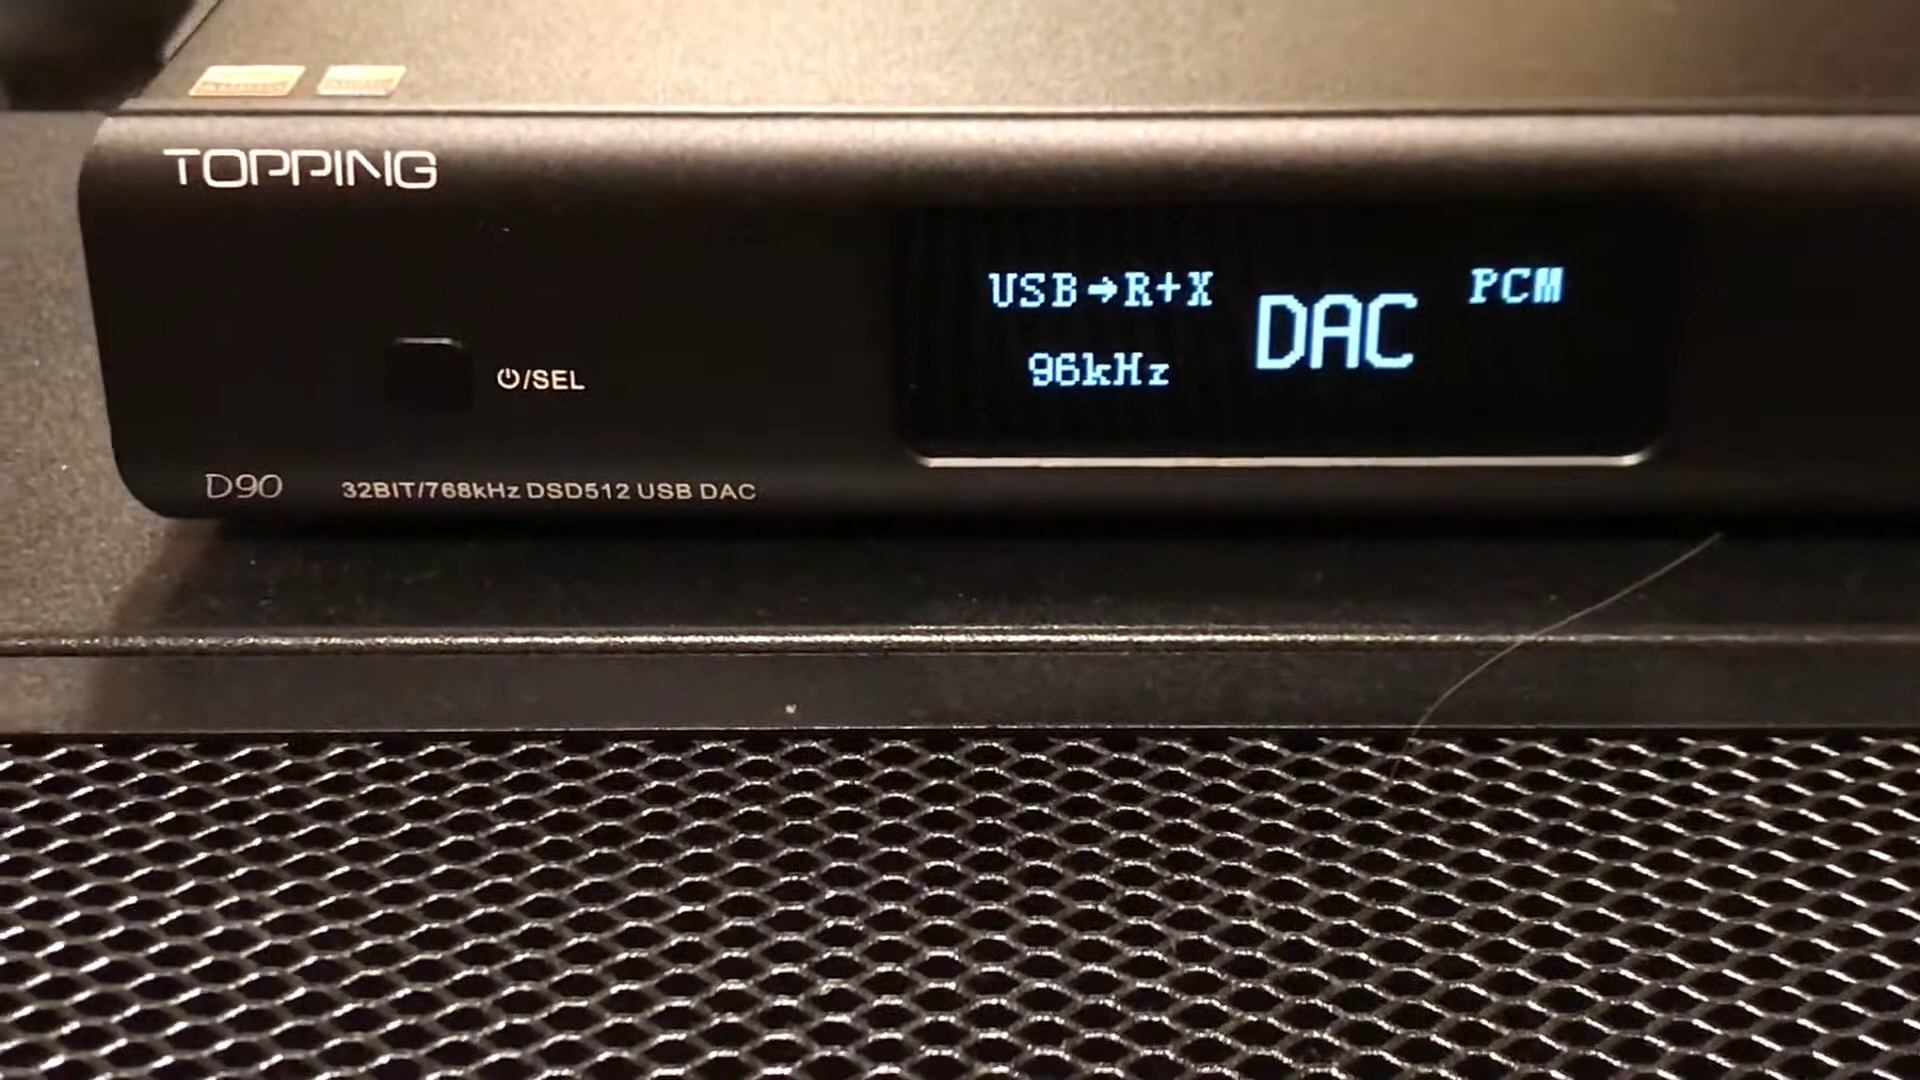 TOPPING
USB→R+X
DAC
PCM
96kHz
⏻/SEL
D90
32BIT/768kHz DSD512 USB DAC